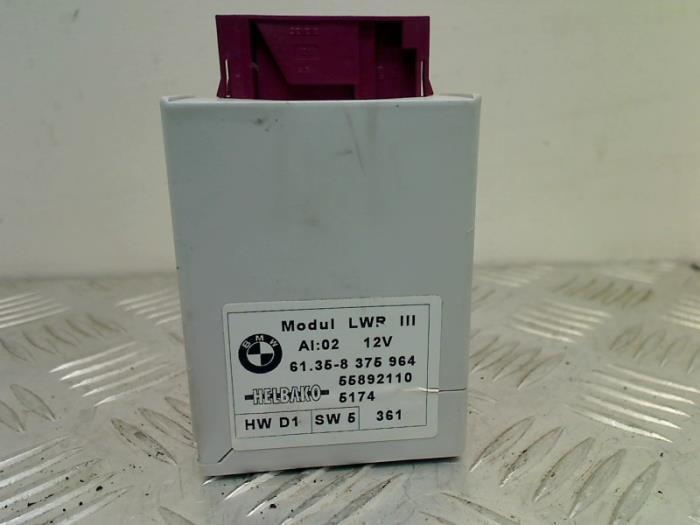 Modul LWR III
BMW
AI:02 12V
61.35-8 375 964
55892110
HELBAKO 5174
HW D1 SW 5 361